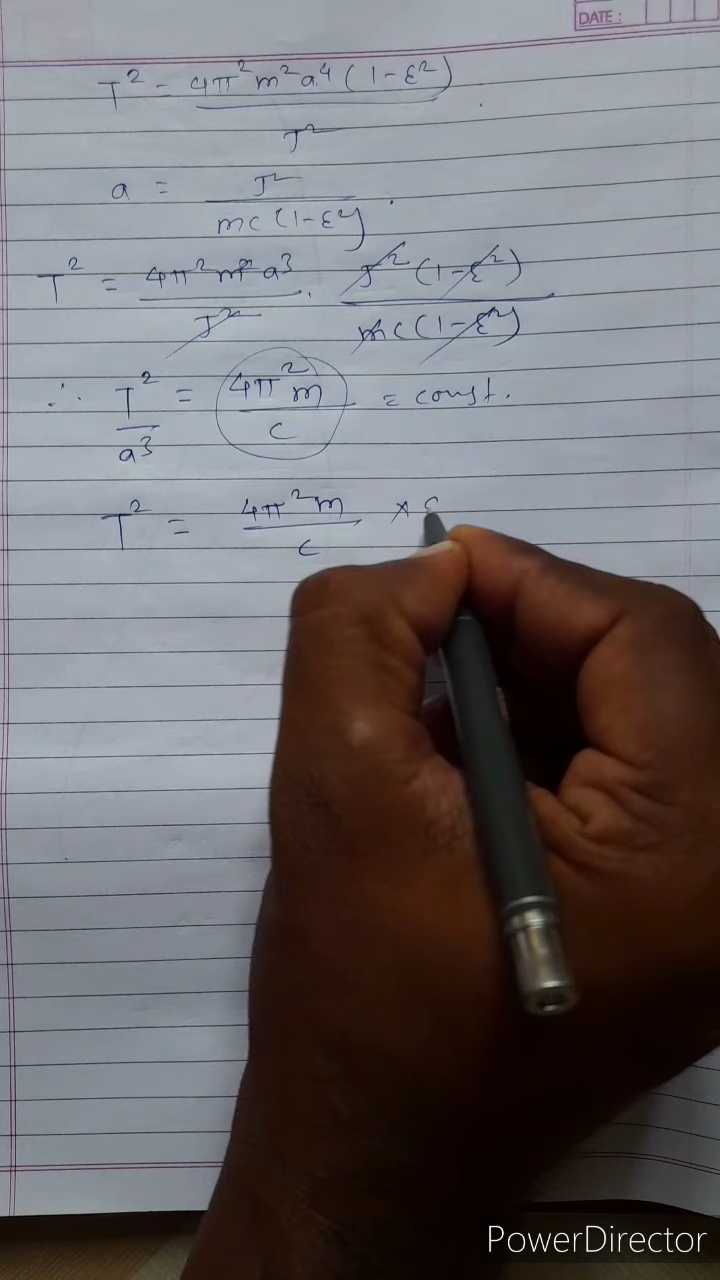 DATE :
T² = 4π²m²a⁴(1-ε²) / J²
a = J² / mc(1-ε²)
T² = 4π²m²a³ / J² . J²(1-ε²) / mc(1-ε²)
∴ T² / a³ = 4π²m / c = const.
T² = 4π²m / c ×
PowerDirector